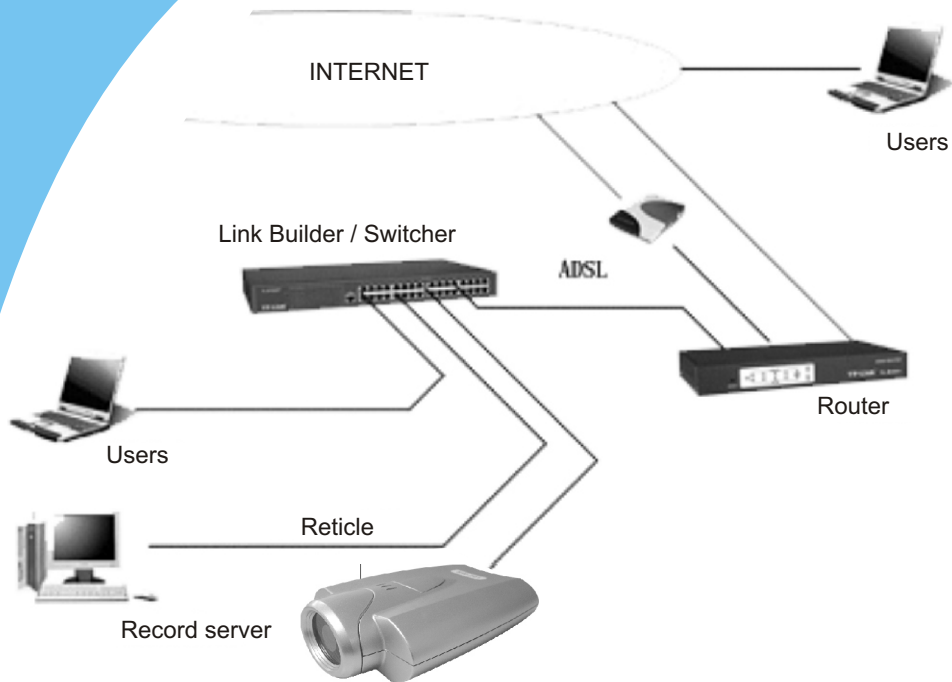 INTERNET
Users
Link Builder / Switcher
ADSL
Router
Users
Reticle
Record server